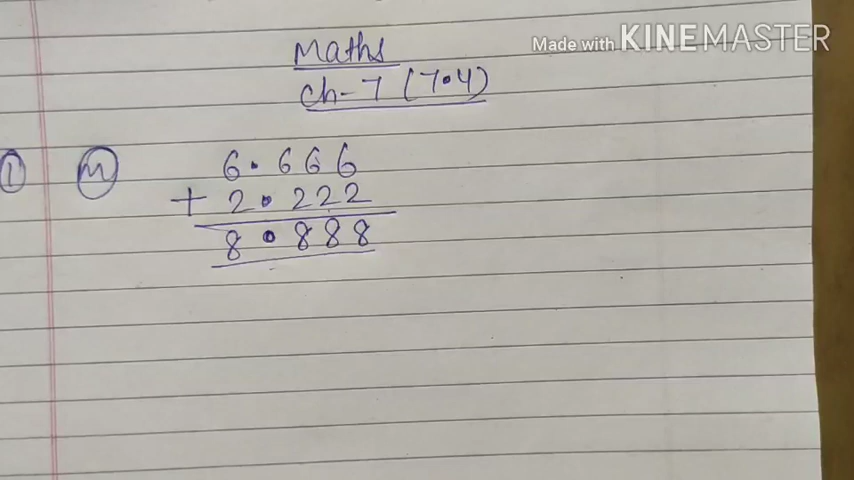 Made with KINEMASTER
Maths
Ch-7 (7.4)
1 m 6.666
+ 2.222
8.888